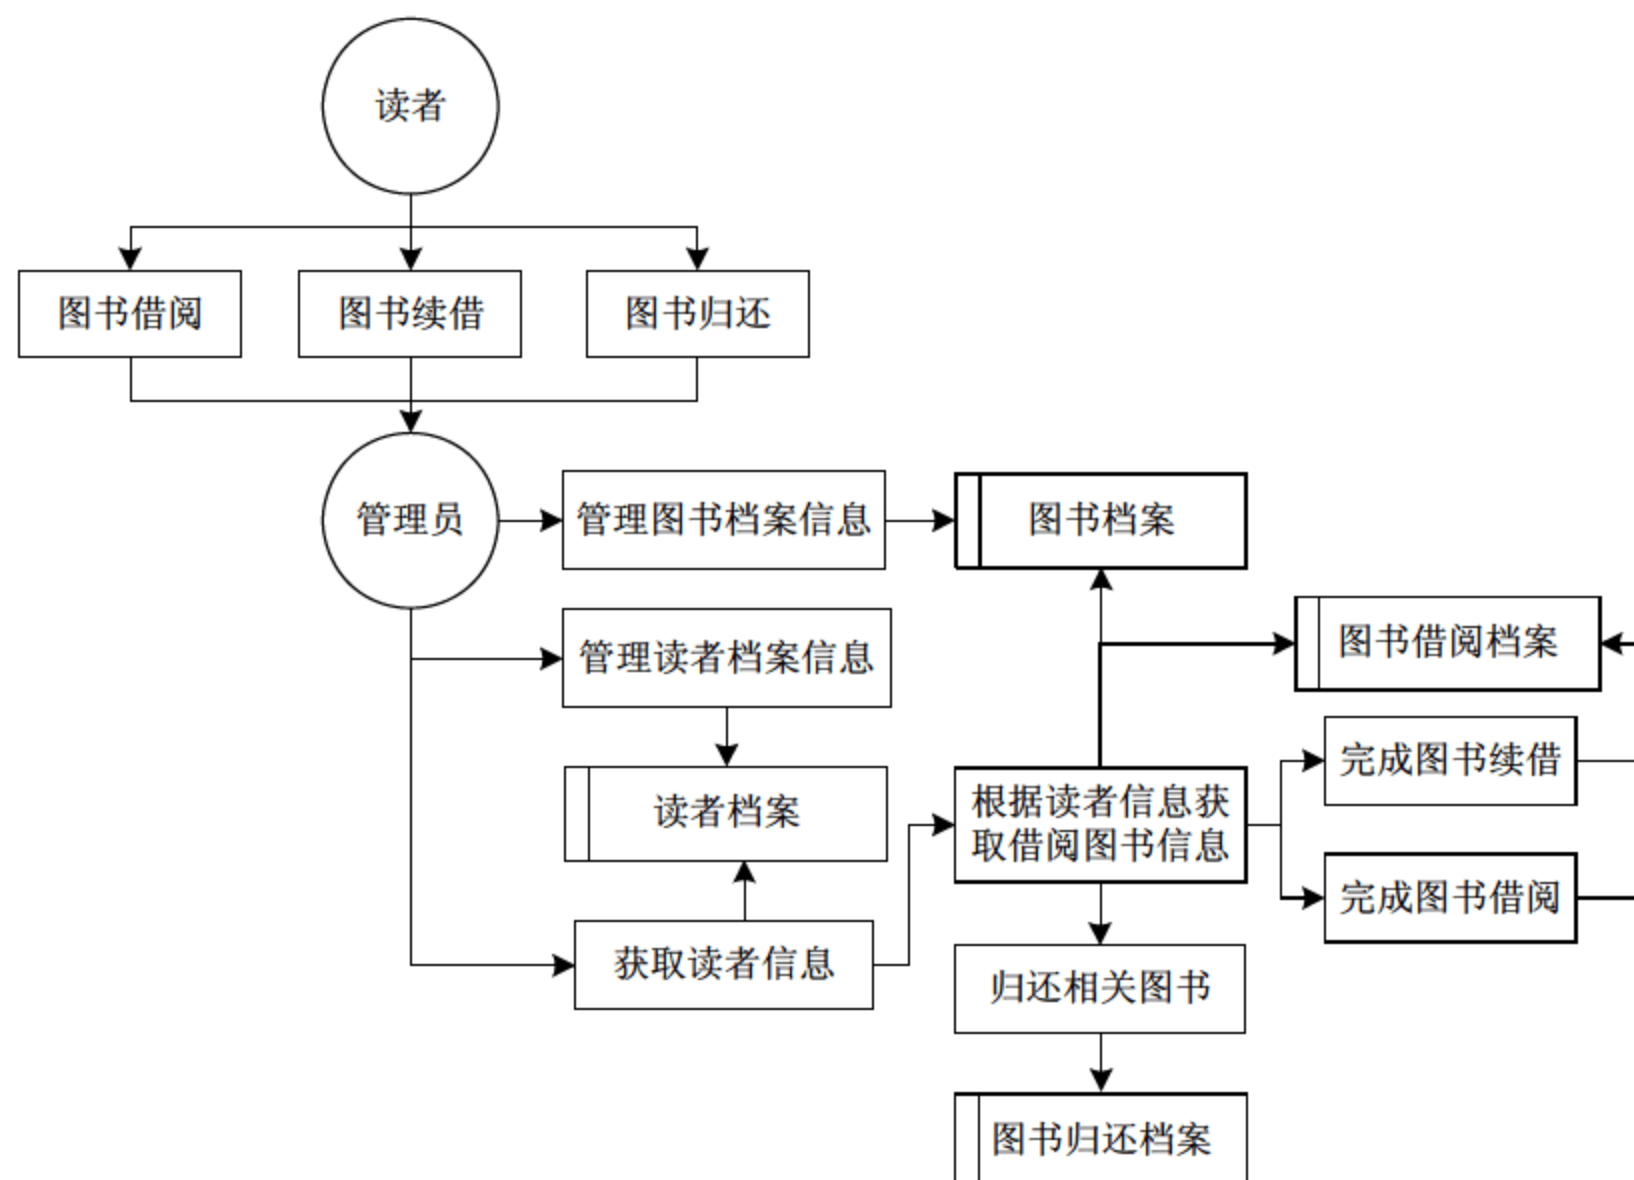 读者
图书借阅
图书续借
图书归还
管理员
管理图书档案信息
图书档案
管理读者档案信息
图书借阅档案
读者档案
根据读者信息获
取借阅图书信息
完成图书续借
完成图书借阅
获取读者信息
归还相关图书
图书归还档案